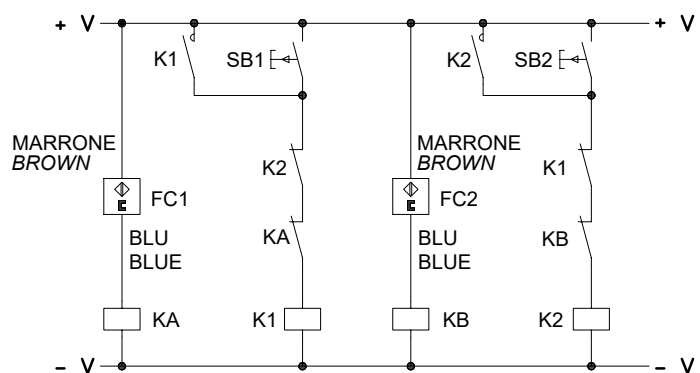 + V
+ V
K1
SB1
K2
SB2
MARRONE
BROWN
MARRONE
BROWN
K2
K1
FC1
FC2
BLU
BLUE
KA
BLU
BLUE
KB
KA
K1
KB
K2
– V
– V